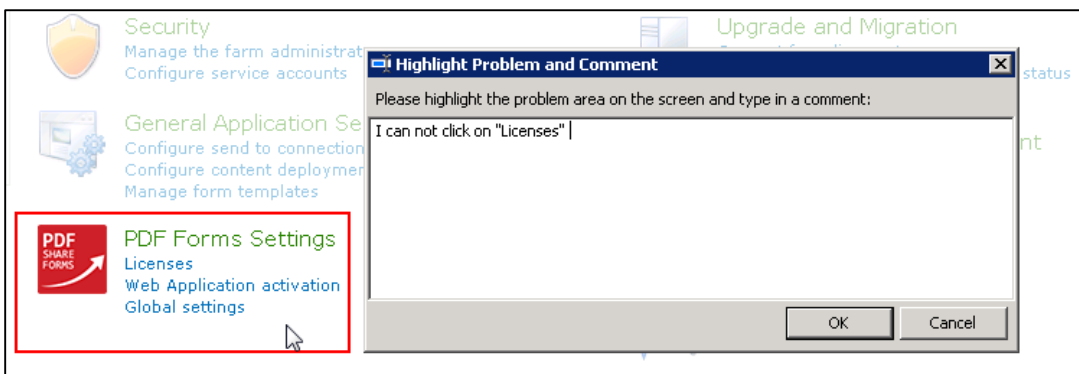 Security
Manage the farm administrat
Configure service accounts
General Application Se
Configure send to connection
Configure content deploymen
Manage form templates
PDF
SHARE
FORMS
PDF Forms Settings
Licenses
Web Application activation
Global settings
Upgrade and Migration
status
nt
Highlight Problem and Comment
Please highlight the problem area on the screen and type in a comment:
I can not click on "Licenses"
OK
Cancel